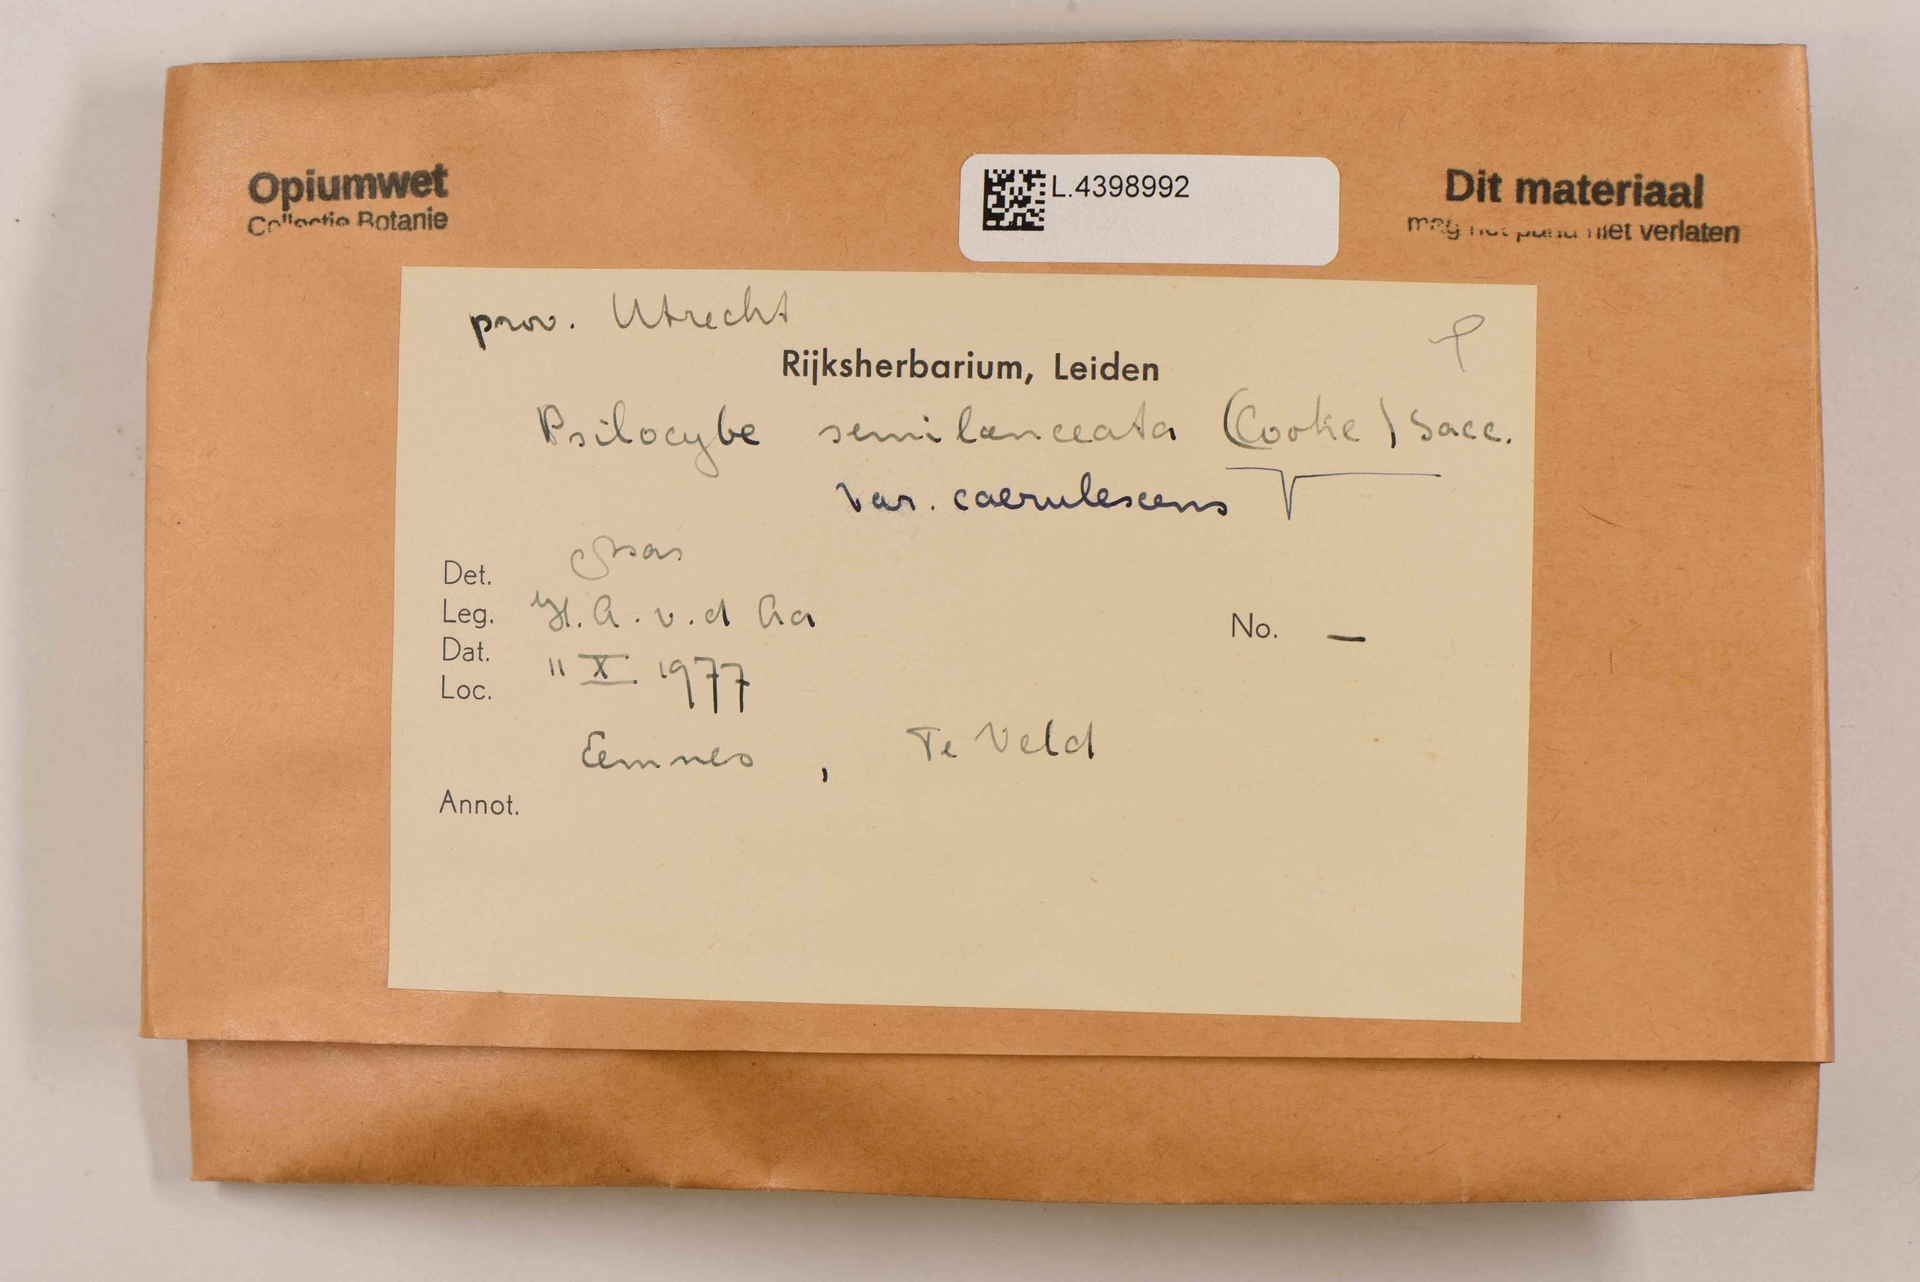 Opiumwet
Collectie Botanie
L.4398992
Dit materiaal
mag het pand niet verlaten
prov. Utrecht
Rijksherbarium, Leiden
Psilocybe semilanceata (Cooke) Sacc.
var. caerulescens
Det. Bas
Leg. H.A. v.d Aa
No. —
Dat. 11 X 1977
Loc.
Eemnes, Te Veld
Annot.